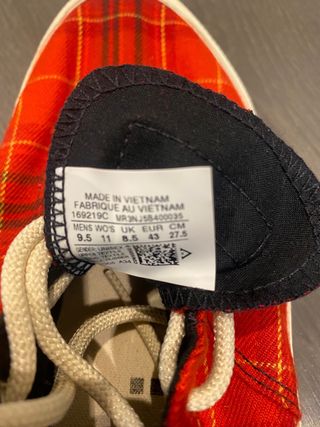 MADE IN VIETNAM
FABRIQUE AU VIETNAM
169219C MR3NJ5B400035
MENS WO'S UK EUR CM
9.5 11 8.5 43 27.5